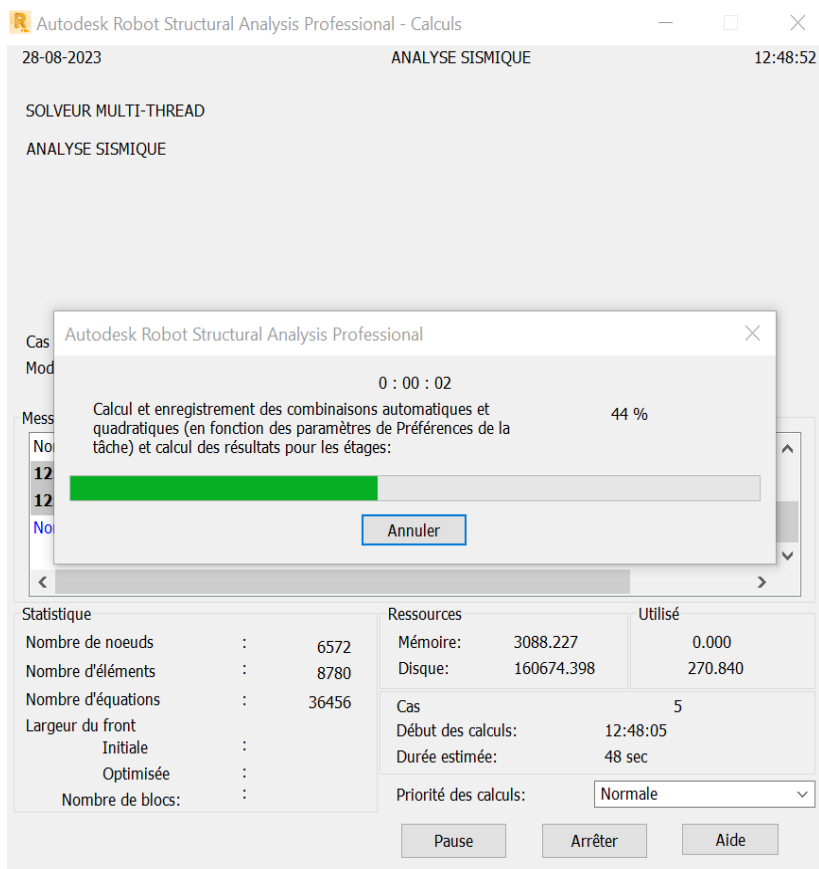 Autodesk Robot Structural Analysis Professional - Calculs
28-08-2023 ANALYSE SISMIQUE 12:48:52
SOLVEUR MULTI-THREAD
ANALYSE SISMIQUE
Cas
Autodesk Robot Structural Analysis Professional
0 : 00 : 02
Calcul et enregistrement des combinaisons automatiques et
quadratiques (en fonction des paramètres de Préférences de la
tâche) et calcul des résultats pour les étages:
44 %
Annuler
Mod
Mess
Nor
12:
12:
Nor
Statistique
Nombre de noeuds : 6572
Nombre d'éléments : 8780
Nombre d'équations : 36456
Largeur du front
Initiale :
Optimisée :
Nombre de blocs: :
Ressources Utilisé
Mémoire: 3088.227 0.000
Disque: 160674.398 270.840
Cas 5
Début des calculs: 12:48:05
Durée estimée: 48 sec
Priorité des calculs: Normale
Pause Arrêter Aide